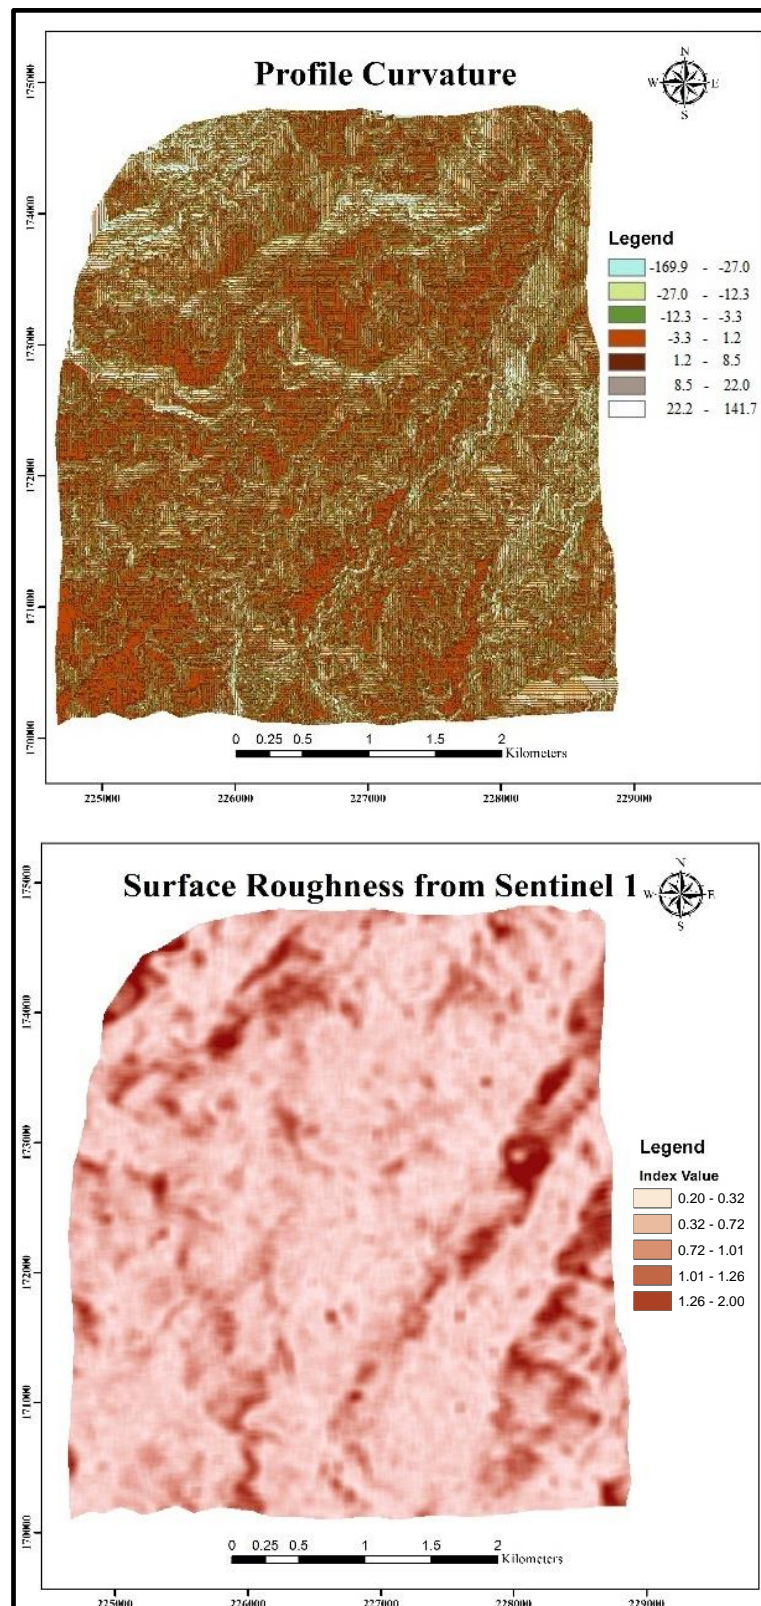 Profile Curvature
N
W E
S
175000
174000
173000
172000
171000
170000
Legend
-169.9 - -27.0
-27.0 - -12.3
-12.3 - -3.3
-3.3 - 1.2
1.2 - 8.5
8.5 - 22.0
22.2 - 141.7
0 0.25 0.5 1 1.5 2
Kilometers
225000 226000 227000 228000 229000
Surface Roughness from Sentinel 1
N
W E
S
175000
174000
173000
172000
171000
170000
Legend
Index Value
0.20 - 0.32
0.32 - 0.72
0.72 - 1.01
1.01 - 1.26
1.26 - 2.00
0 0.25 0.5 1 1.5 2
Kilometers
225000 226000 227000 228000 229000